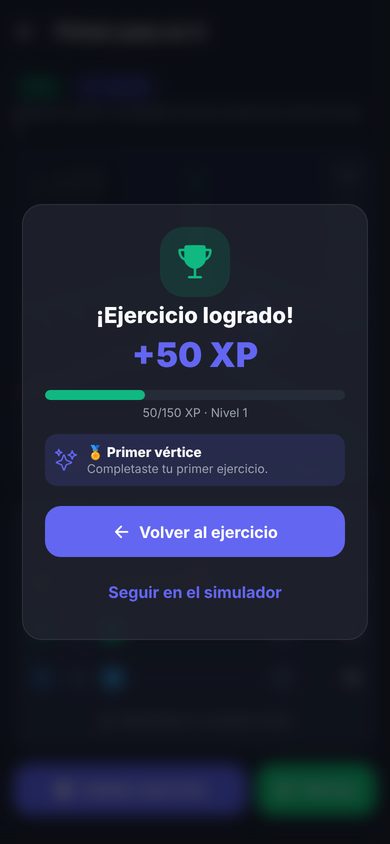 ¡Ejercicio logrado!
+50 XP
50/150 XP · Nivel 1
🏅 Primer vértice
Completaste tu primer ejercicio.
← Volver al ejercicio
Seguir en el simulador